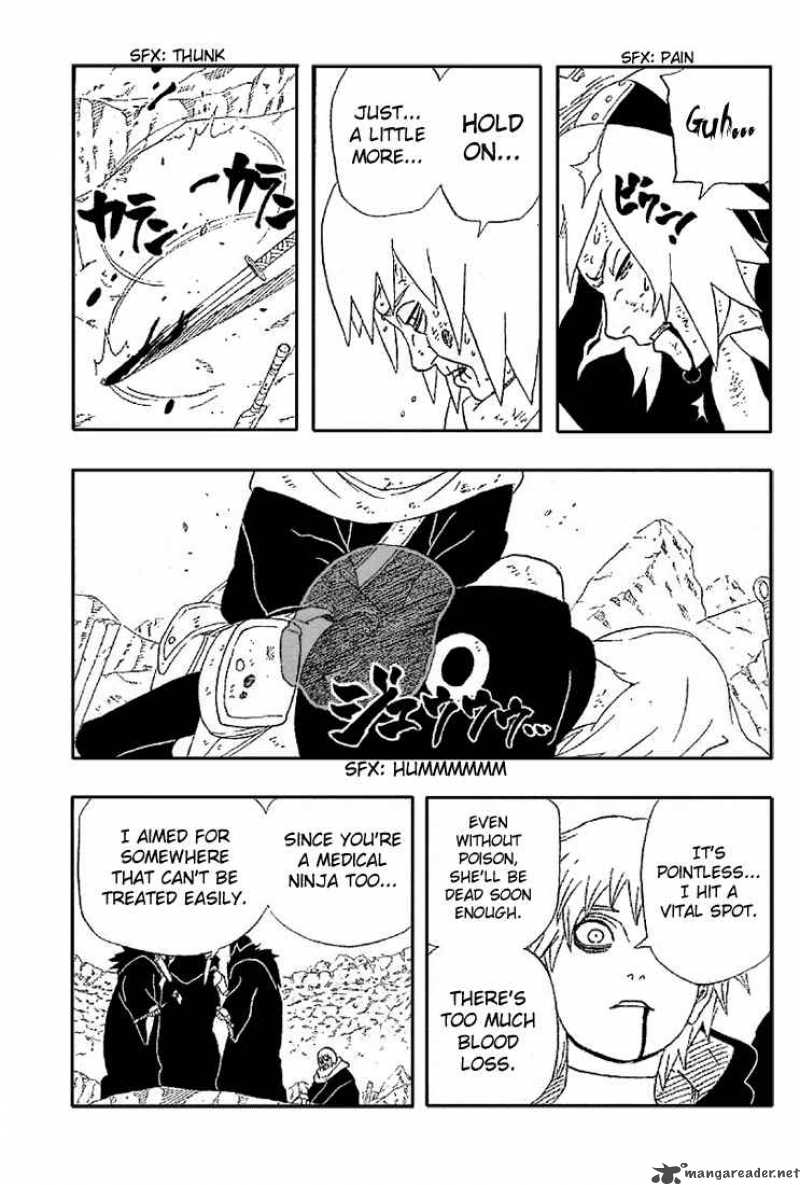 SFX: PAIN
Guh...
ビクン!
HOLD
ON...
JUST...
A LITTLE
MORE...
SFX: THUNK
カラン
カラン
ジュウウウ...
SFX: HUMMMMMM
IT'S
POINTLESS...
I HIT A
VITAL SPOT.
EVEN
WITHOUT
POISON,
SHE'LL BE
DEAD SOON
ENOUGH.
THERE'S
TOO MUCH
BLOOD
LOSS.
SINCE YOU'RE
A MEDICAL
NINJA TOO...
I AIMED FOR
SOMEWHERE
THAT CAN'T BE
TREATED EASILY.
mangareader.net